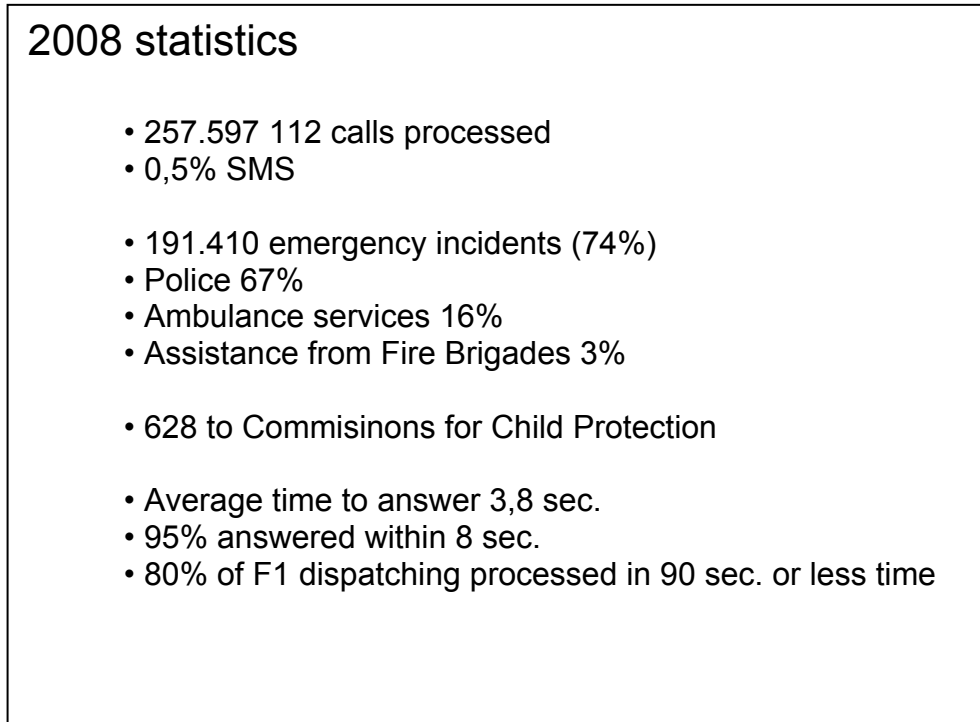 2008 statistics
• 257.597 112 calls processed
• 0,5% SMS
• 191.410 emergency incidents (74%)
• Police 67%
• Ambulance services 16%
• Assistance from Fire Brigades 3%
• 628 to Commisinons for Child Protection
• Average time to answer 3,8 sec.
• 95% answered within 8 sec.
• 80% of F1 dispatching processed in 90 sec. or less time